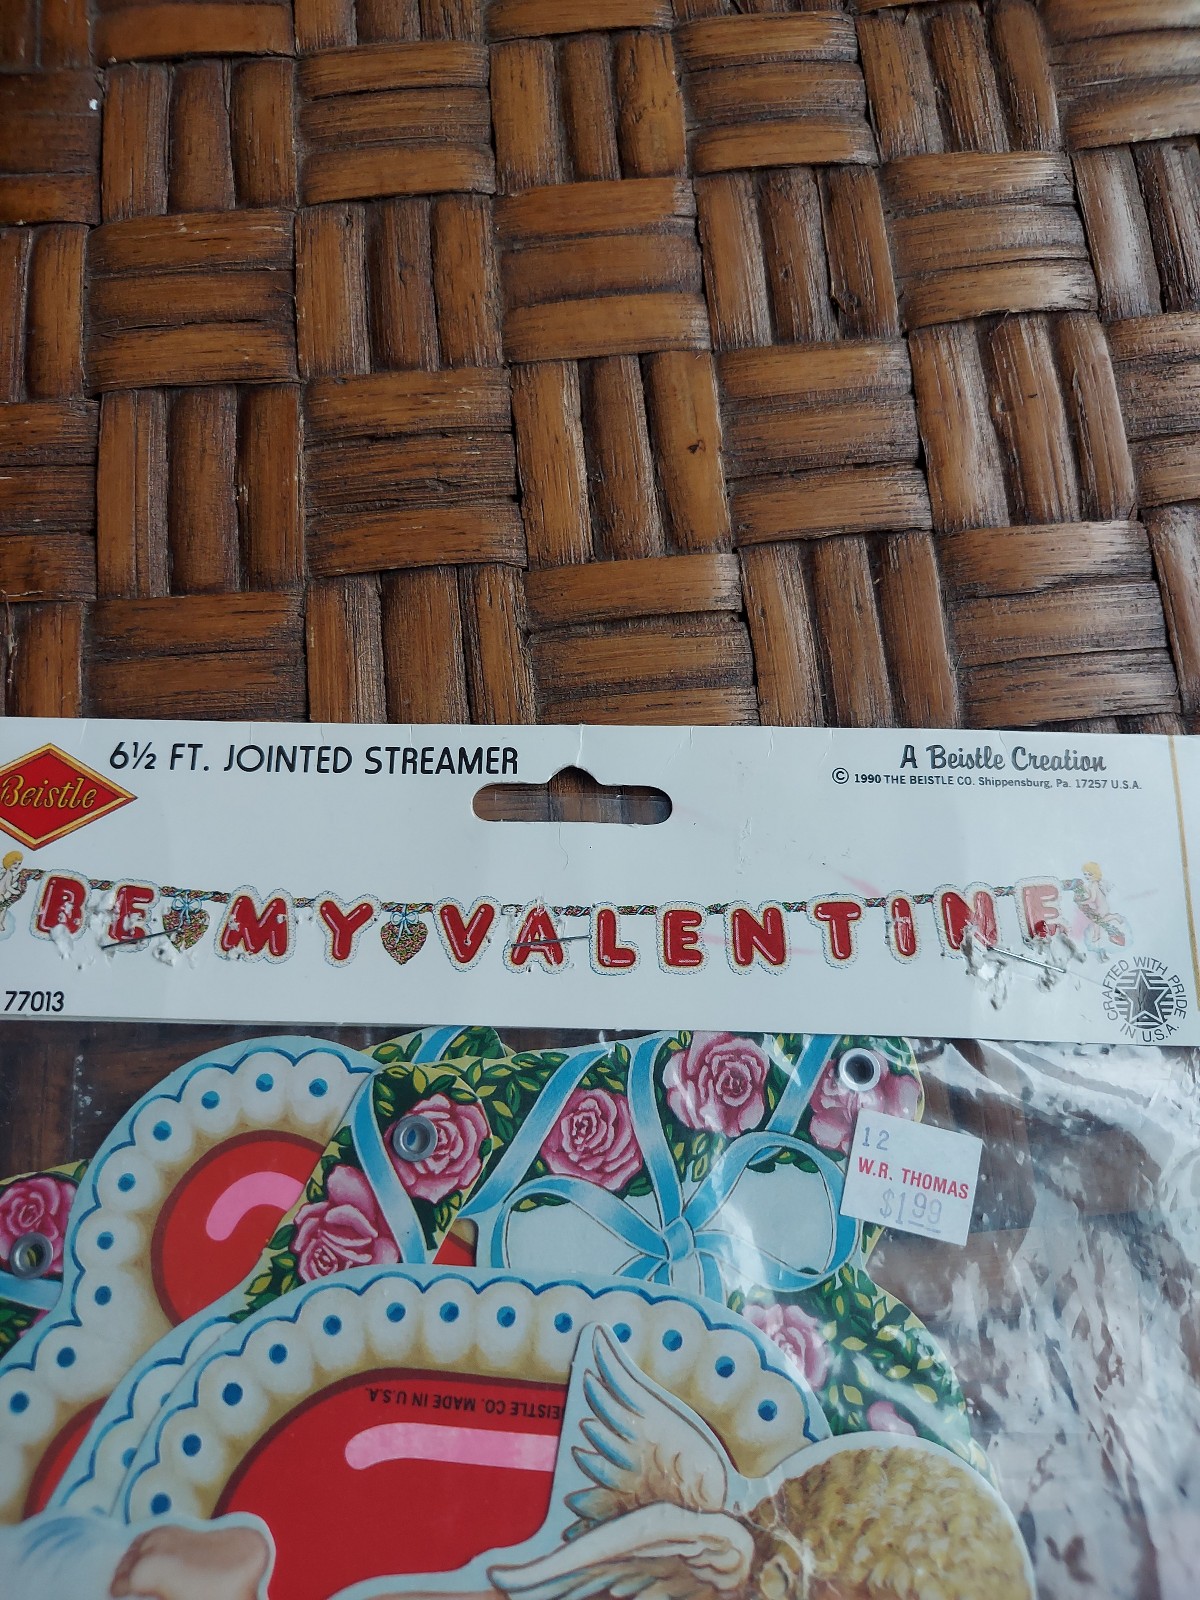 Beistle
6½ FT. JOINTED STREAMER
A Beistle Creation
© 1990 THE BEISTLE CO. Shippensburg, Pa. 17257 U.S.A.
BE MY VALENTINE
77013
CRAFTED WITH PRIDE
IN U.S.A.
12
W.R. THOMAS
$1.99
BEISTLE CO. MADE IN U.S.A.